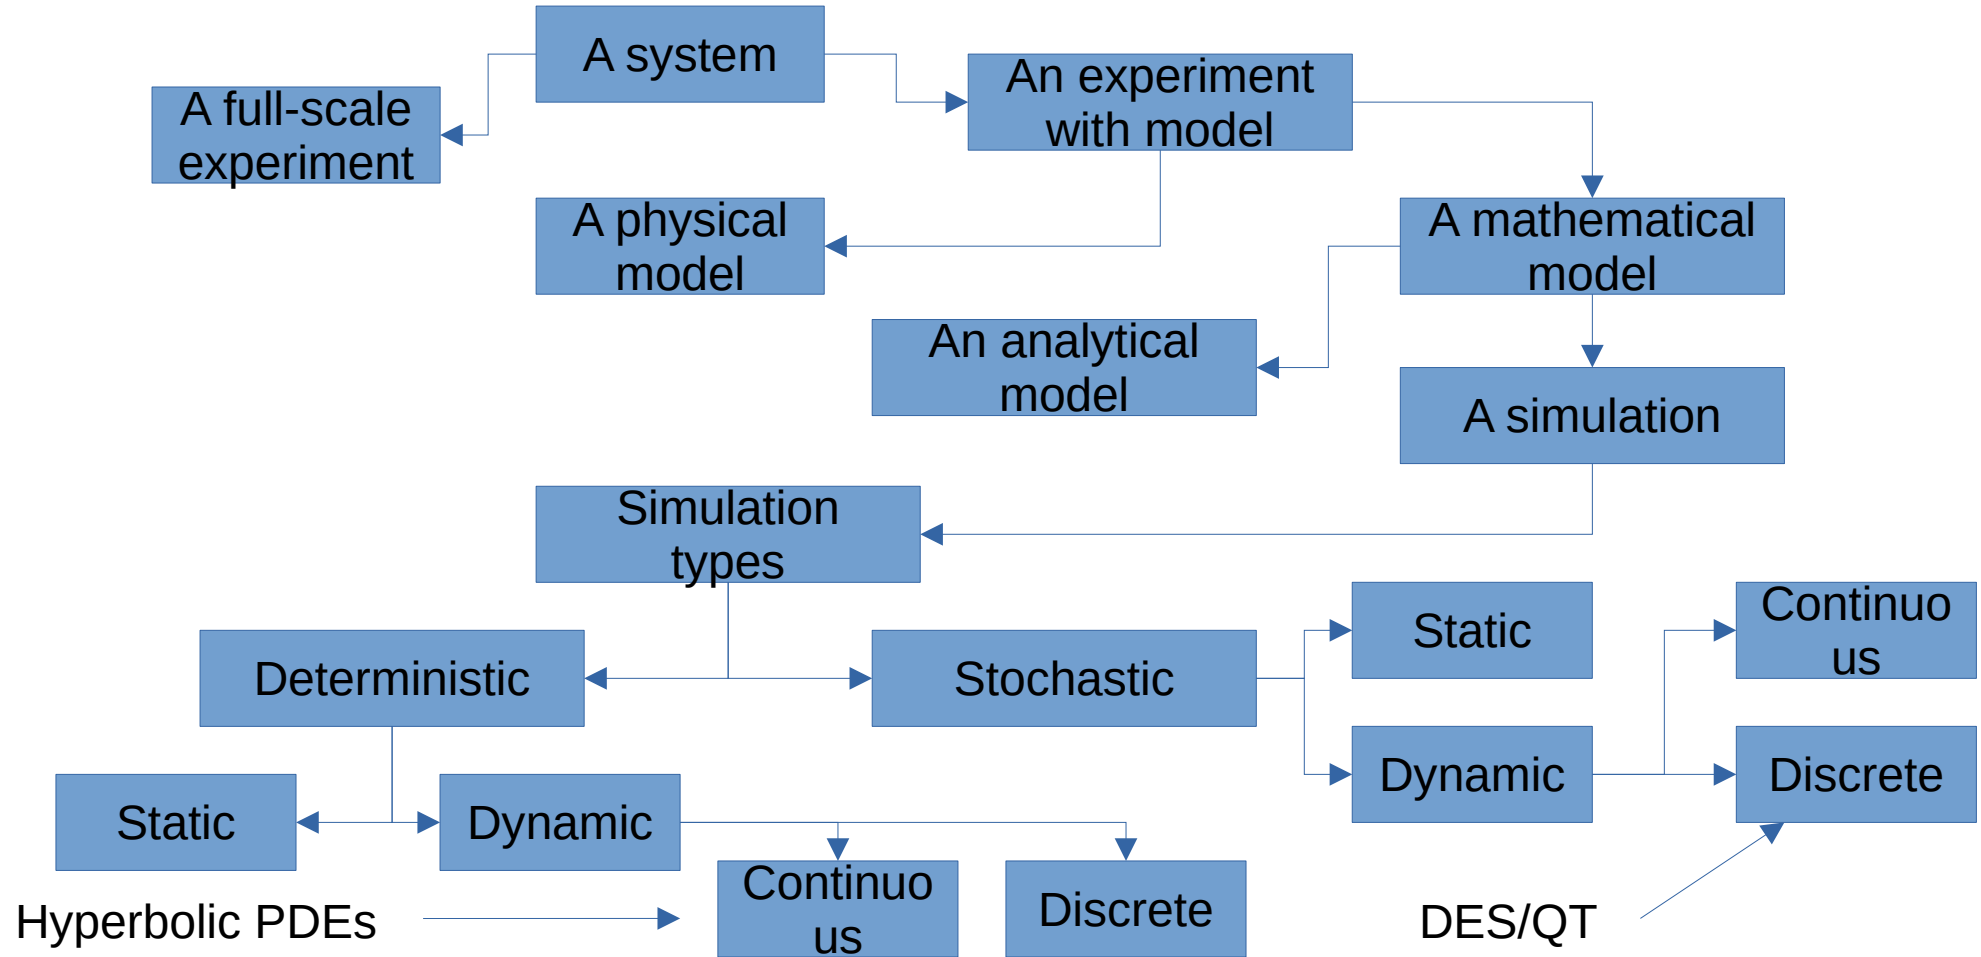 A system
An experiment
with model
A full-scale
experiment
A physical
model
A mathematical
model
An analytical
model
A simulation
Simulation
types
Deterministic
Stochastic
Static
Continuo
us
Dynamic
Discrete
Static
Dynamic
Continuo
us
Discrete
Hyperbolic PDEs
DES/QT